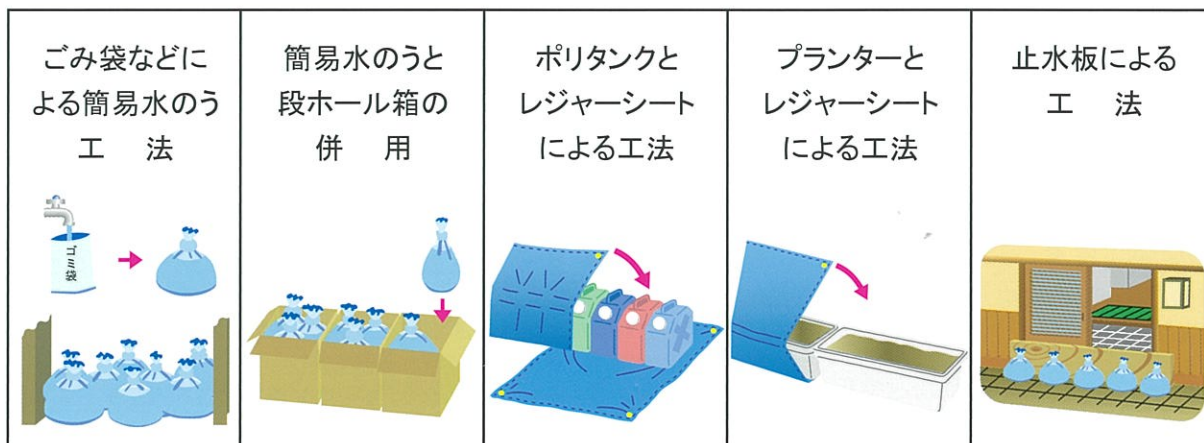 ごみ袋などに
よる簡易水のう
工 法
ゴミ袋
簡易水のうと
段ホール箱の
併 用
ポリタンクと
レジャーシート
による工法
プランターと
レジャーシート
による工法
止水板による
工 法